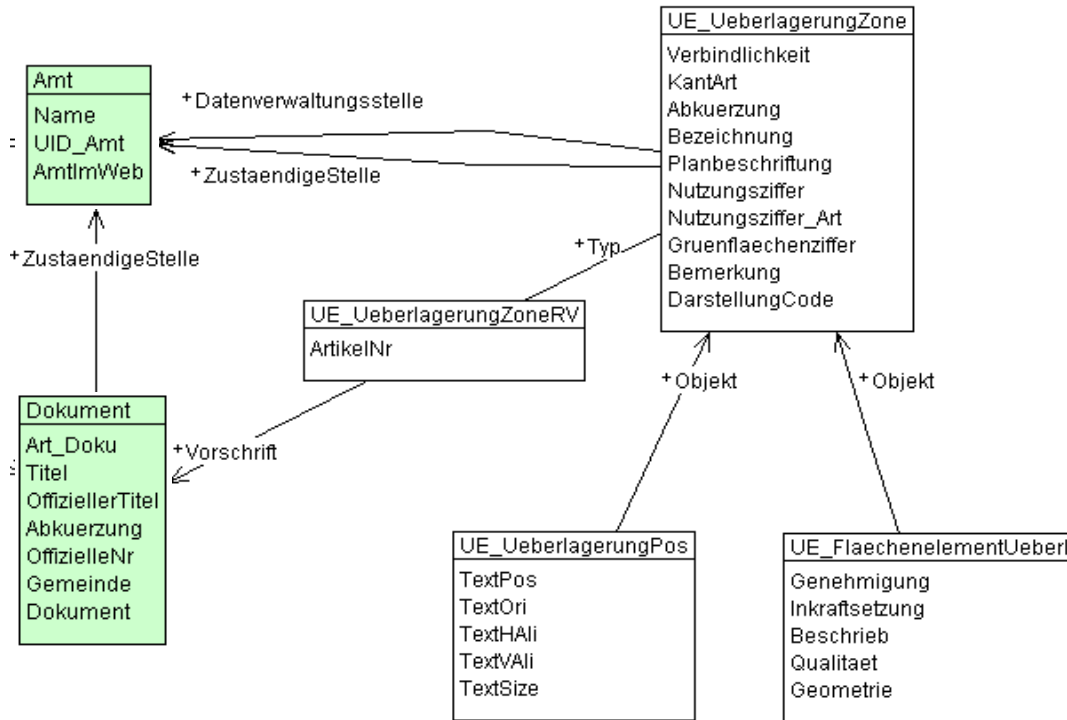 UE_UeberlagerungZone
Verbindlichkeit
KantArt
Abkuerzung
Bezeichnung
Planbeschriftung
Nutzungsziffer
Nutzungsziffer_Art
Gruenflaechenziffer
Bemerkung
DarstellungCode
Amt
Name
UID_Amt
AmtImWeb
+Datenverwaltungsstelle
+ZustaendigeStelle
+ZustaendigeStelle
+Typ
UE_UeberlagerungZoneRV
ArtikelNr
+Objekt
+Objekt
Dokument
Art_Doku
Titel
OffiziellerTitel
Abkuerzung
OffizielleNr
Gemeinde
Dokument
+Vorschrift
UE_UeberlagerungPos
TextPos
TextOri
TextHAli
TextVAli
TextSize
UE_FlaechenelementUeberl
Genehmigung
Inkraftsetzung
Beschrieb
Qualitaet
Geometrie